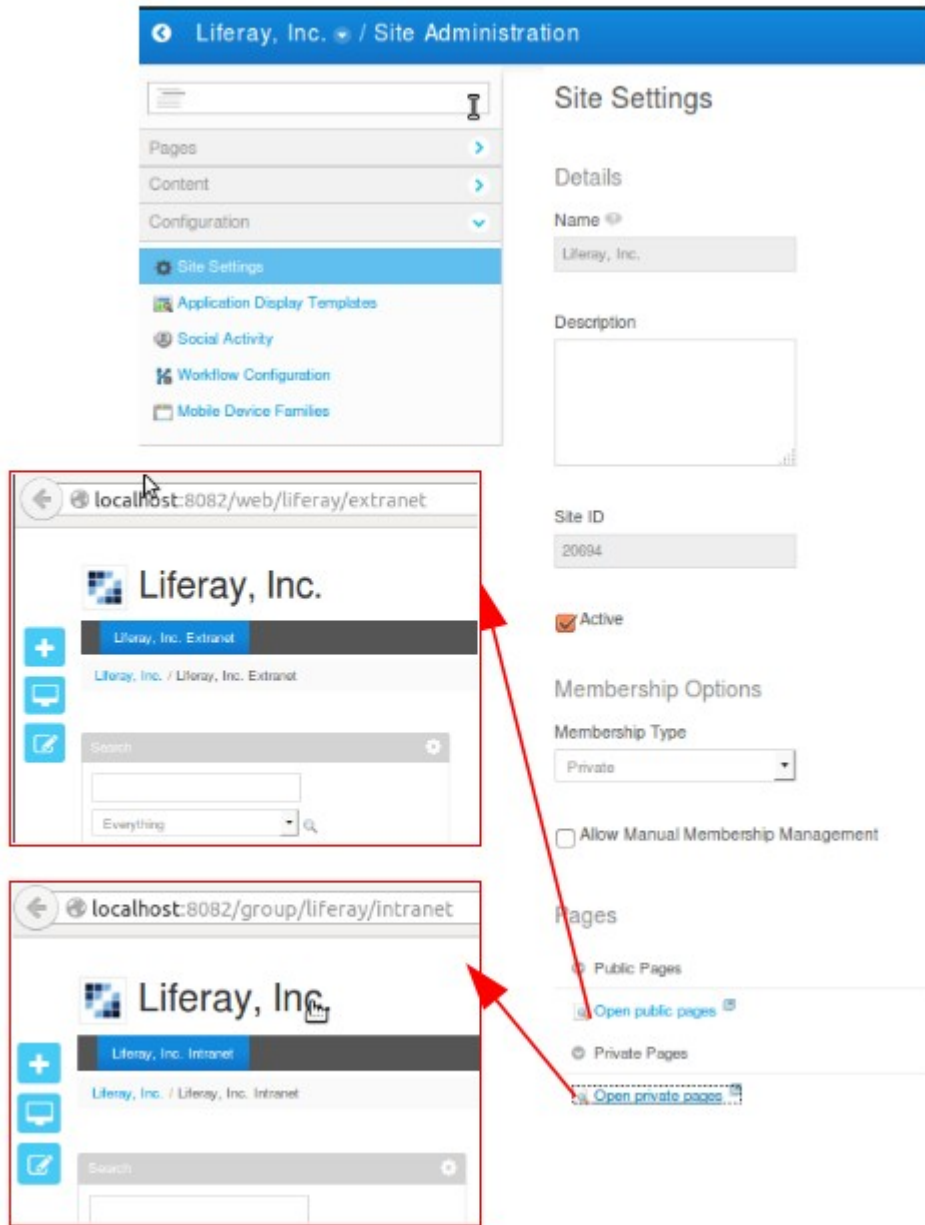 Liferay, Inc. / Site Administration
Pages
Content
Configuration
Site Settings
Application Display Templates
Social Activity
Workflow Configuration
Mobile Device Families
Site Settings
Details
Name
Liferay, Inc.
Description
Site ID
20694
Active
Membership Options
Membership Type
Private
Allow Manual Membership Management
Pages
Public Pages
Open public pages
Private Pages
Open private pages
localhost:8082/web/liferay/extranet
Liferay, Inc.
Liferay, Inc. Extranet
Liferay, Inc. / Liferay, Inc. Extranet
Search
Everything
localhost:8082/group/liferay/intranet
Liferay, Inc.
Liferay, Inc. Intranet
Liferay, Inc. / Liferay, Inc. Intranet
Search